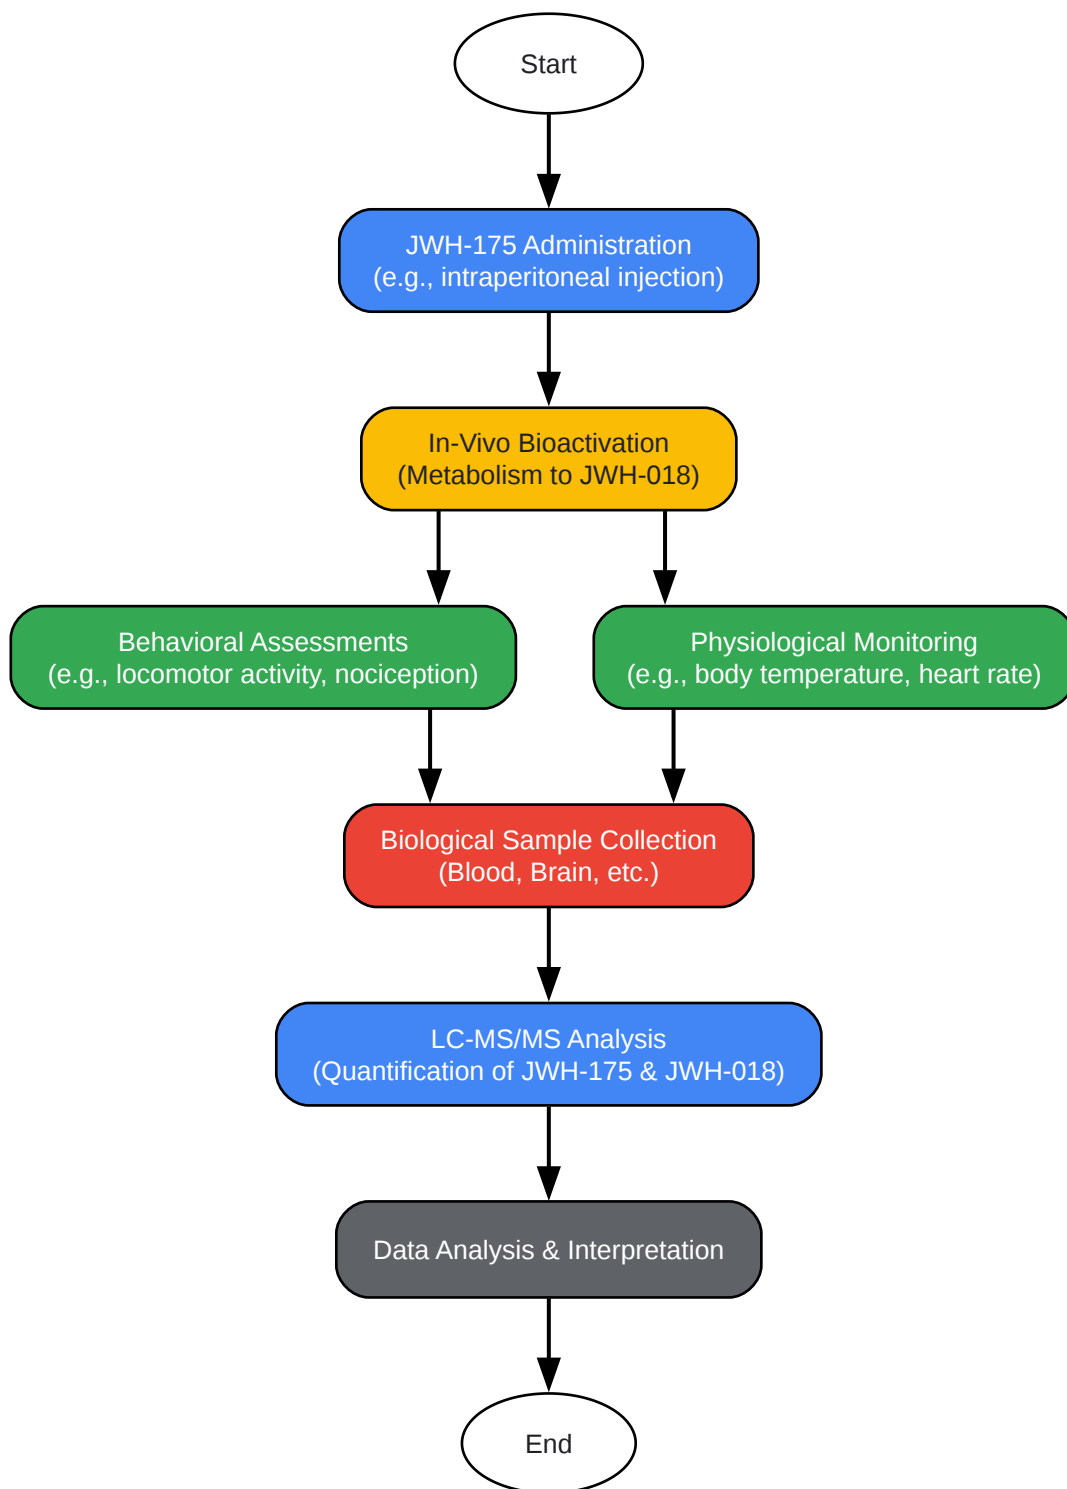 Start
JWH-175 Administration
(e.g., intraperitoneal injection)
In-Vivo Bioactivation
(Metabolism to JWH-018)
Behavioral Assessments
(e.g., locomotor activity, nociception)
Physiological Monitoring
(e.g., body temperature, heart rate)
Biological Sample Collection
(Blood, Brain, etc.)
LC-MS/MS Analysis
(Quantification of JWH-175 & JWH-018)
Data Analysis & Interpretation
End